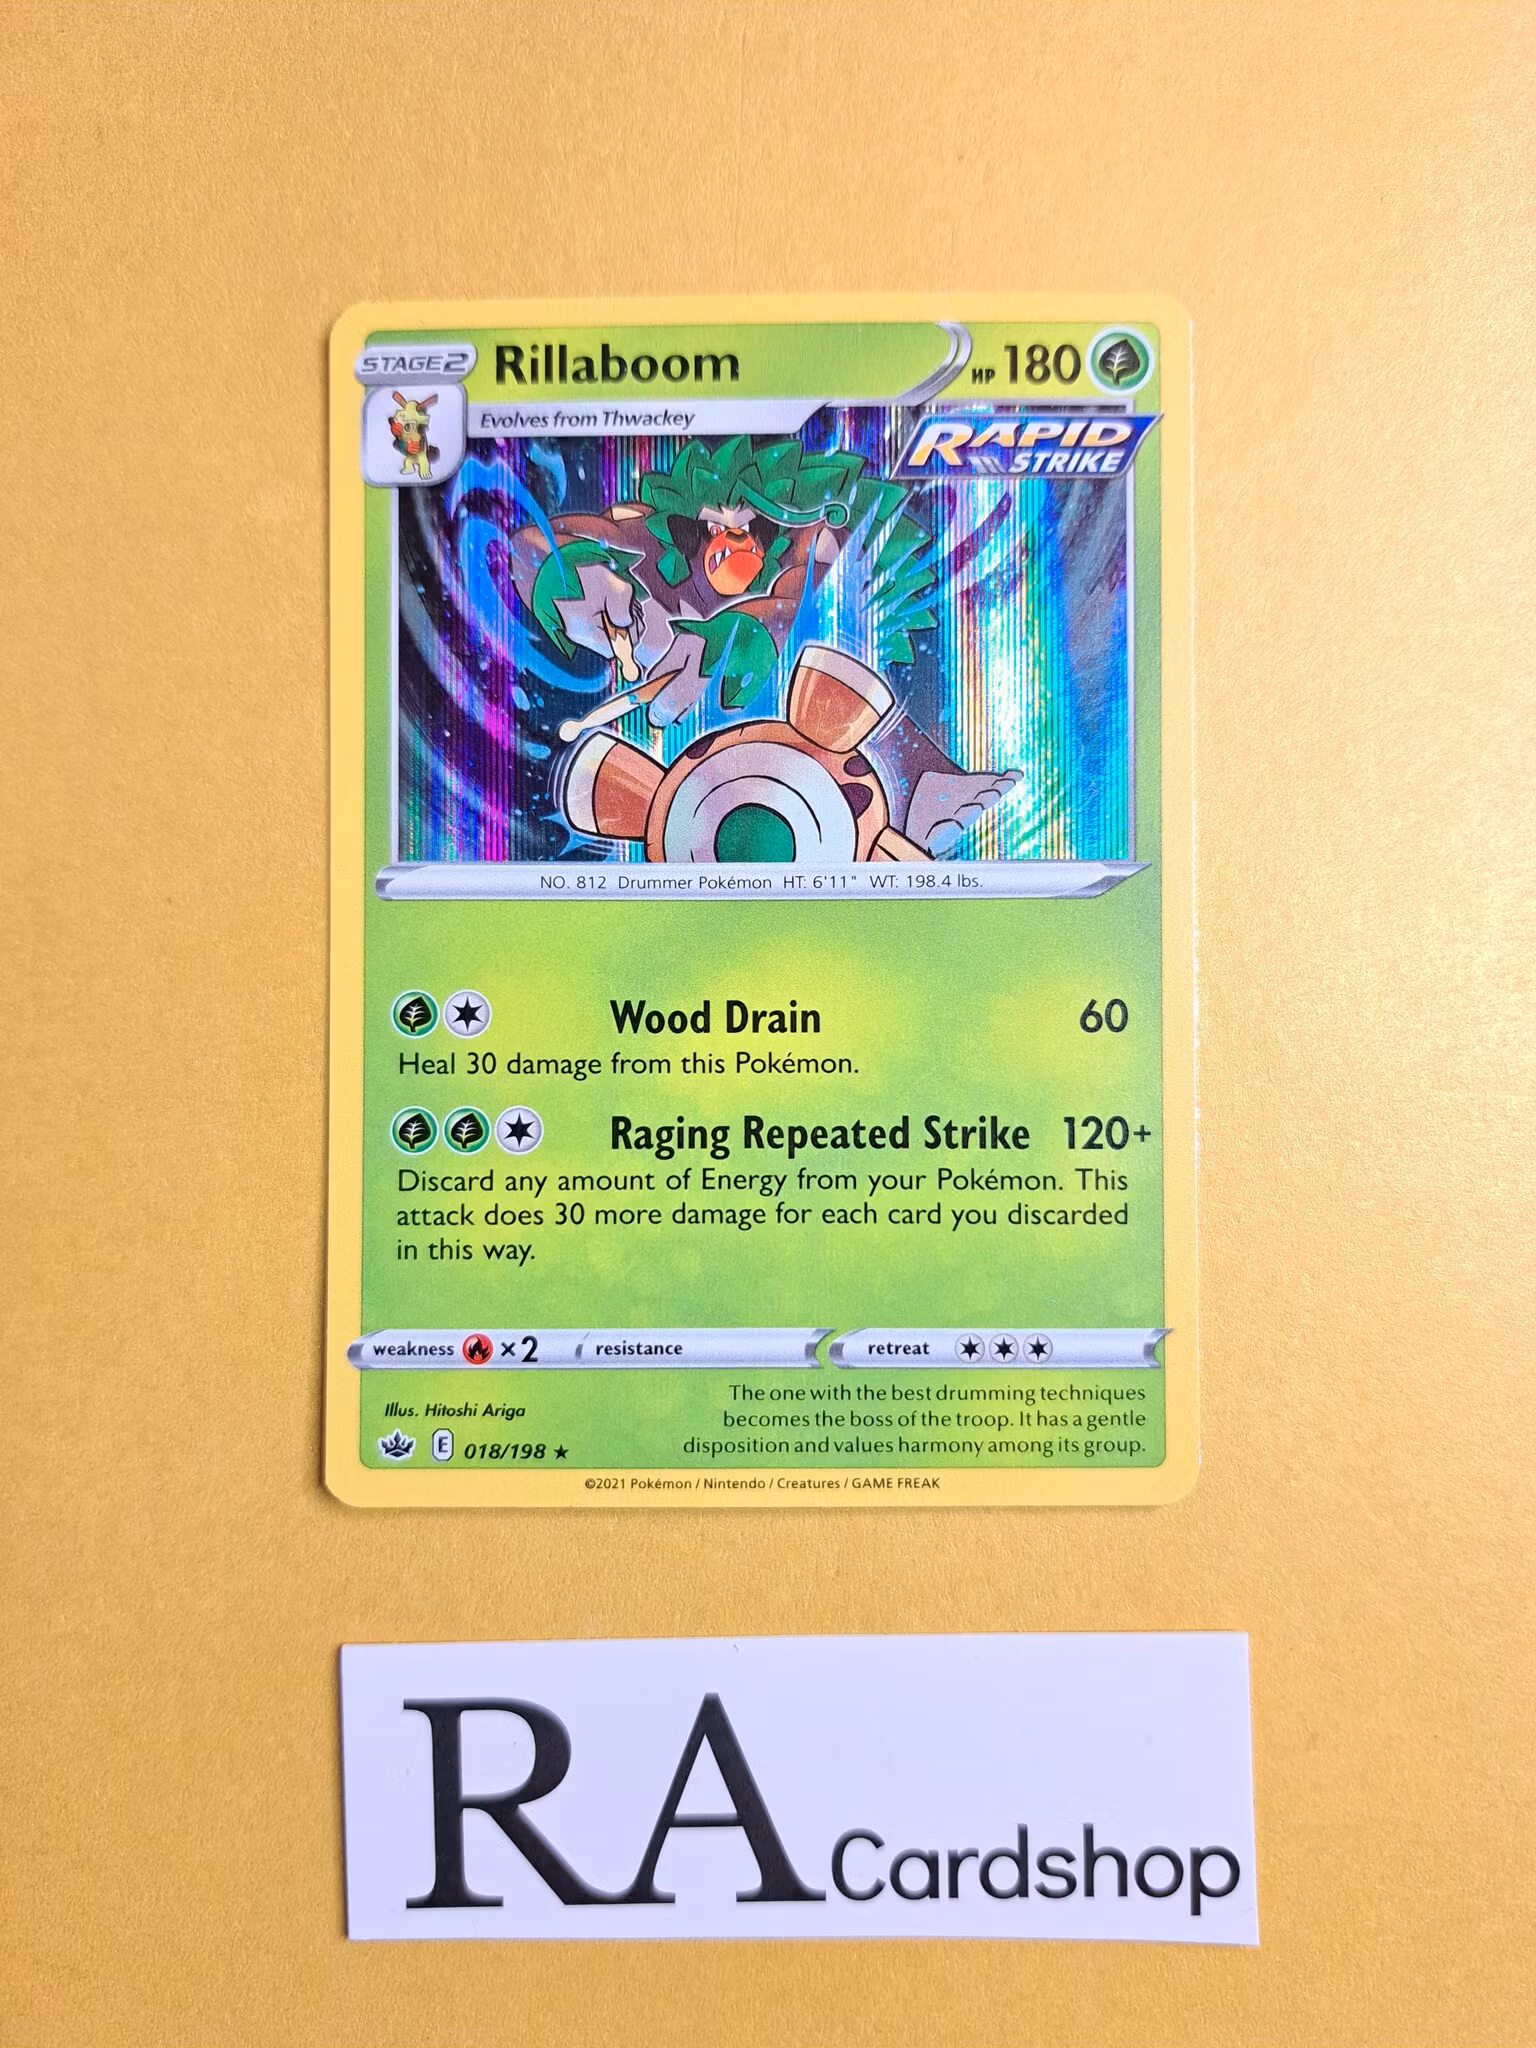 STAGE 2
Rillaboom
HP 180
Evolves from Thwackey
RAPID
STRIKE
NO. 812 Drummer Pokémon HT: 6'11" WT: 198.4 lbs.
Wood Drain 60
Heal 30 damage from this Pokémon.
Raging Repeated Strike 120+
Discard any amount of Energy from your Pokémon. This
attack does 30 more damage for each card you discarded
in this way.
weakness ×2 resistance retreat
Illus. Hitoshi Ariga
The one with the best drumming techniques
becomes the boss of the troop. It has a gentle
disposition and values harmony among its group.
E 018/198 ★
©2021 Pokémon / Nintendo / Creatures / GAME FREAK
RA Cardshop